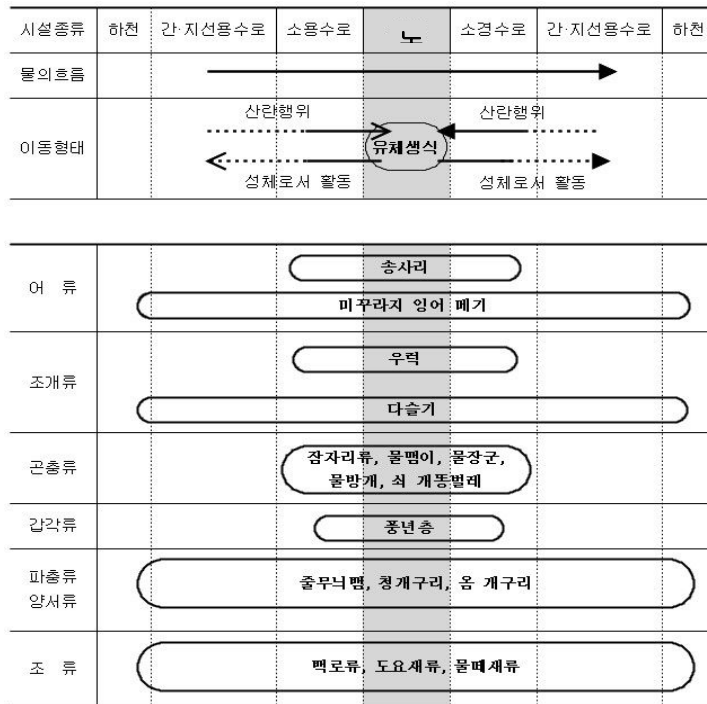 시설종류 하천 간·지선용수로 소용수로 노 소경수로 간·지선용수로 하천
물의흐름
산란행위 산란행위
이동형태 유체생식
성체로서 활동 성체로서 활동
송사리
어 류
미꾸라지 잉어 메기
우럭
조개류
다슬기
곤충류 잠자리류, 물땜이, 물장군,
물방개, 쇠 개똥벌레
갑각류 풍년충
파충류 줄무늬뱀, 청개구리, 옴 개구리
양서류
조 류 백로류, 도요새류, 물떼새류